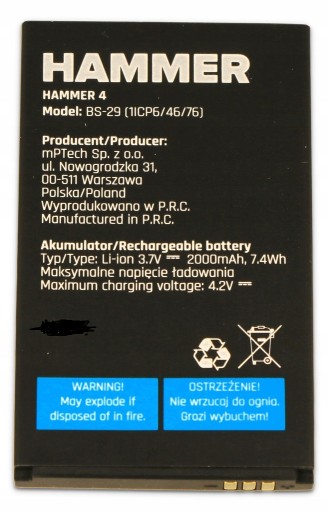 HAMMER
HAMMER 4
Model: BS-29 (1ICP6/46/76)
Producent/Producer:
mPTech Sp. z o.o.
ul. Nowogrodzka 31,
00-511 Warszawa
Polska/Poland
Wyprodukowano w P.R.C.
Manufactured in P.R.C.
Akumulator/Rechargeable battery
Typ/Type: Li-ion 3.7V ⎓ 2000mAh, 7.4Wh
Maksymalne napięcie ładowania
Maximum charging voltage: 4.2V ⎓
WARNING!
May explode if
disposed of in fire.
OSTRZEŻENIE!
Nie wrzucaj do ognia.
Grozi wybuchem!